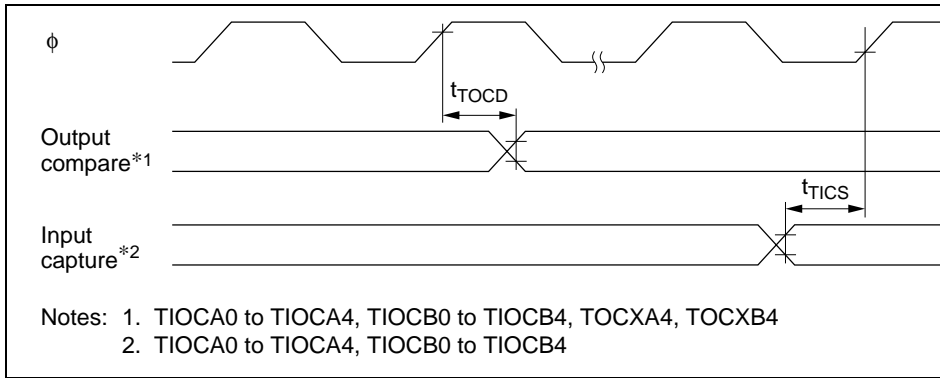 ϕ
tTOCD
Output
compare*1
tTICS
Input
capture*2
Notes: 1. TIOCA0 to TIOCA4, TIOCB0 to TIOCB4, TOCXA4, TOCXB4
2. TIOCA0 to TIOCA4, TIOCB0 to TIOCB4